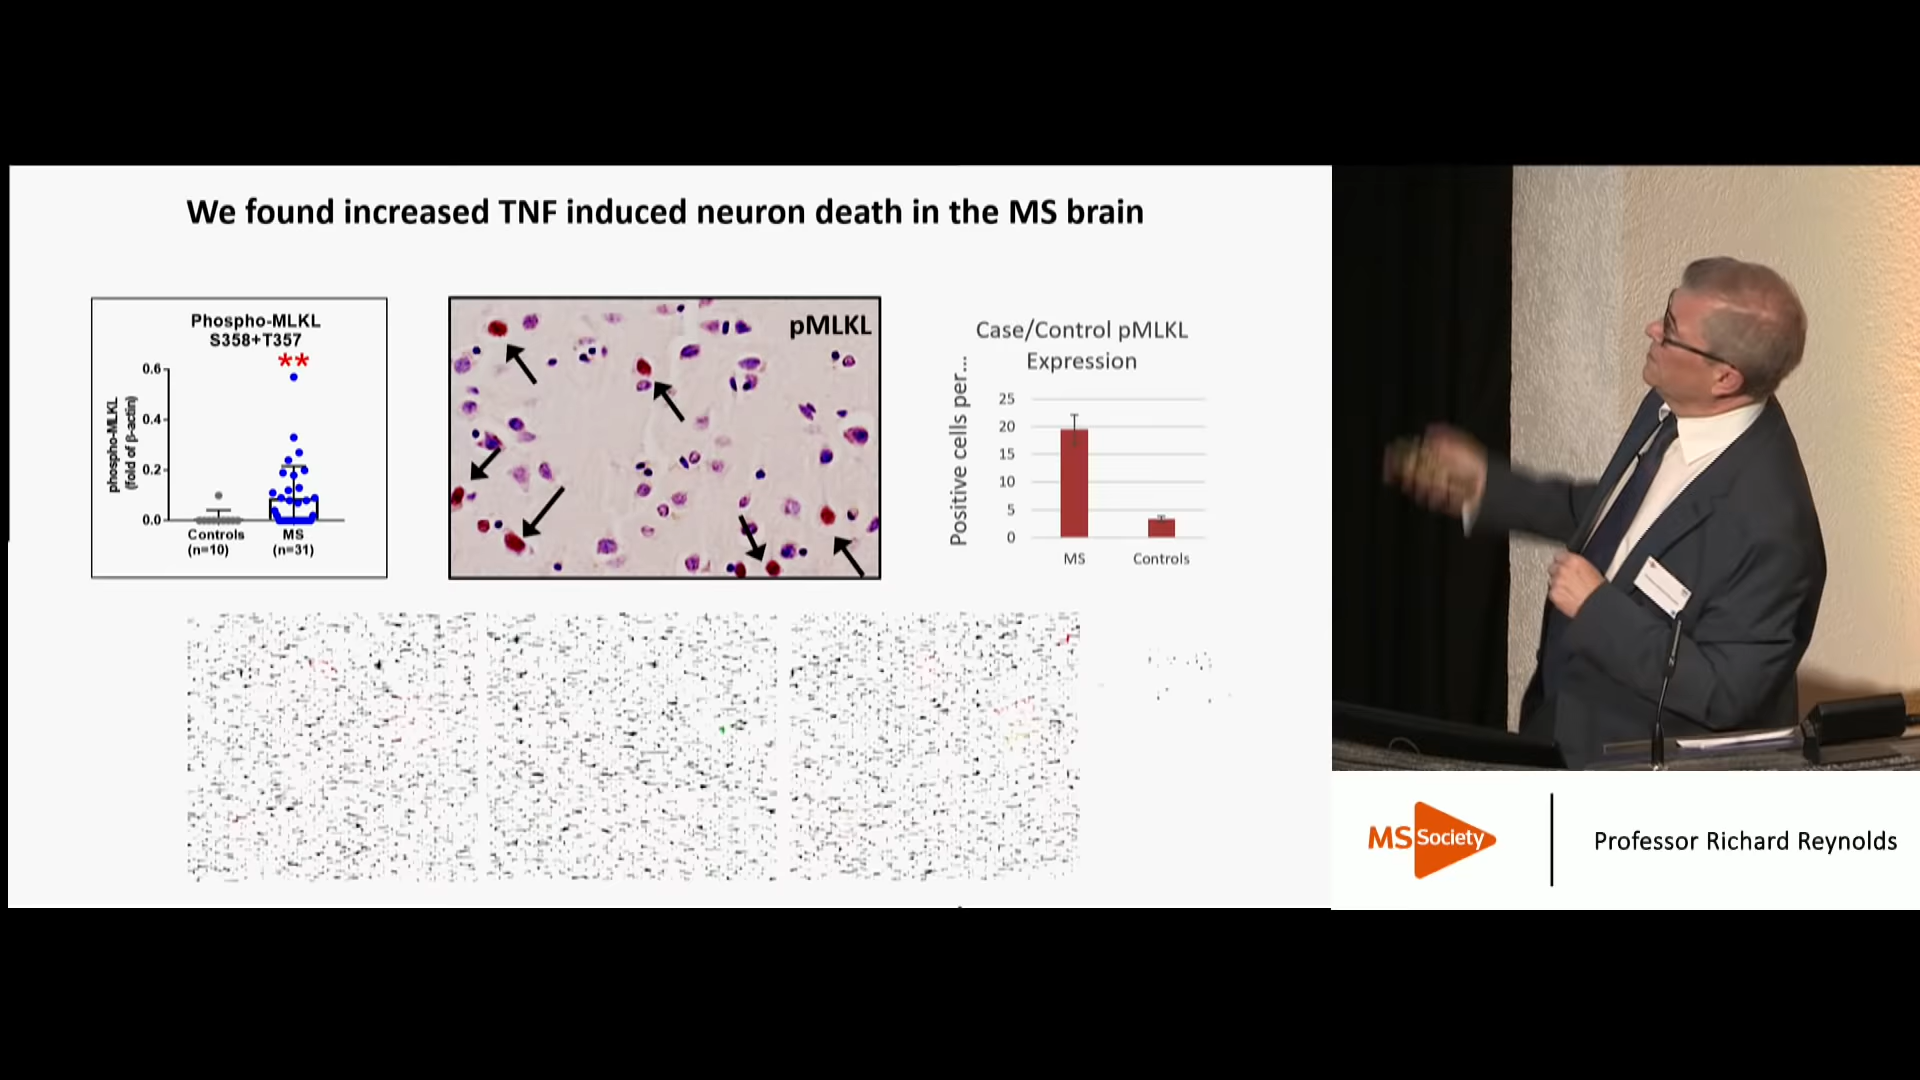 We found increased TNF induced neuron death in the MS brain
Phospho-MLKL
S358+T357
**
phospho-MLKL
(fold of β-actin)
0.6
0.4
0.2
0.0
Controls
(n=10)
MS
(n=31)
pMLKL
Case/Control pMLKL
Expression
Positive cells per...
25
20
15
10
5
0
MS
Controls
MS Society
Professor Richard Reynolds